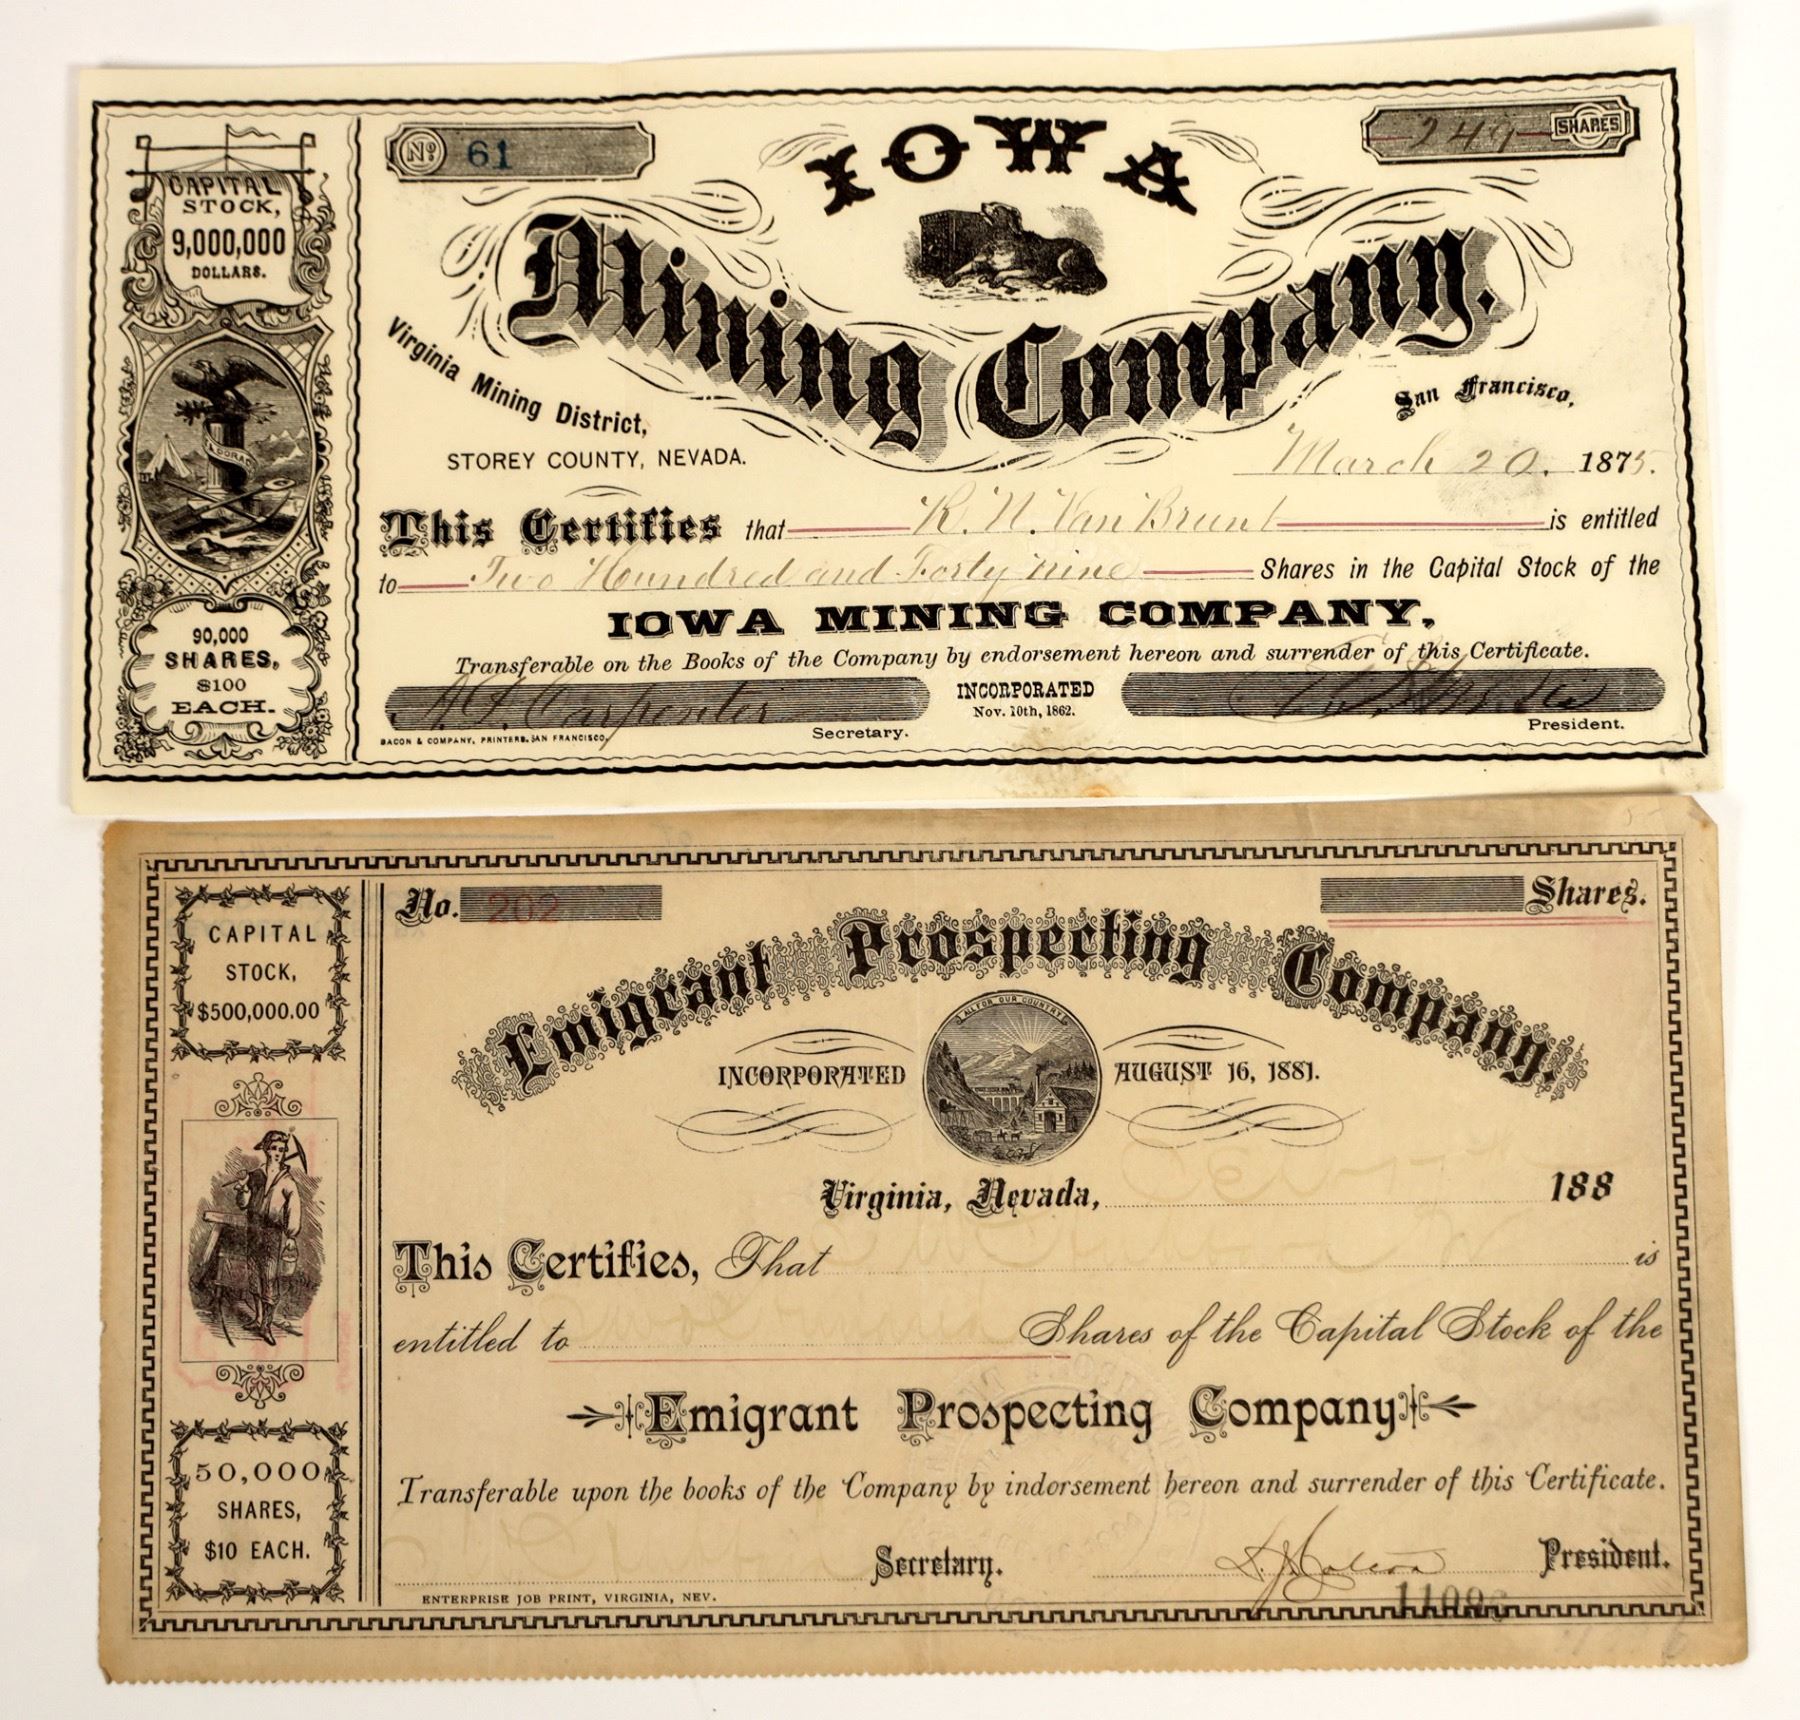 CAPITAL
STOCK,
9,000,000
DOLLARS.
90,000
SHARES,
$100
EACH.
No 61
249 SHARES
IOWA
Mining Company.
Virginia Mining District,
STOREY COUNTY, NEVADA.
San Francisco,
March 20. 1875.
This Certifies that R. N. Van Brunt is entitled
to Two Houndred and Forty nine Shares in the Capital Stock of the
IOWA MINING COMPANY,
Transferable on the Books of the Company by endorsement hereon and surrender of this Certificate.
Carpenter
Secretary.
INCORPORATED
Nov. 10th, 1862.
President.
BACON & COMPANY, PRINTERS, SAN FRANCISCO.
CAPITAL
STOCK,
$500,000.00
50,000
SHARES,
$10 EACH.
No. 202
Shares.
Emigrant Prospecting Company,
ALL FOR OUR COUNTRY
INCORPORATED AUGUST 16, 1881.
Virginia, Nevada, 188
This Certifies, That is
entitled to Shares of the Capital Stock of the
Emigrant Prospecting Company
Transferable upon the books of the Company by indorsement hereon and surrender of this Certificate.
Secretary.
President.
ENTERPRISE JOB PRINT, VIRGINIA, NEV.